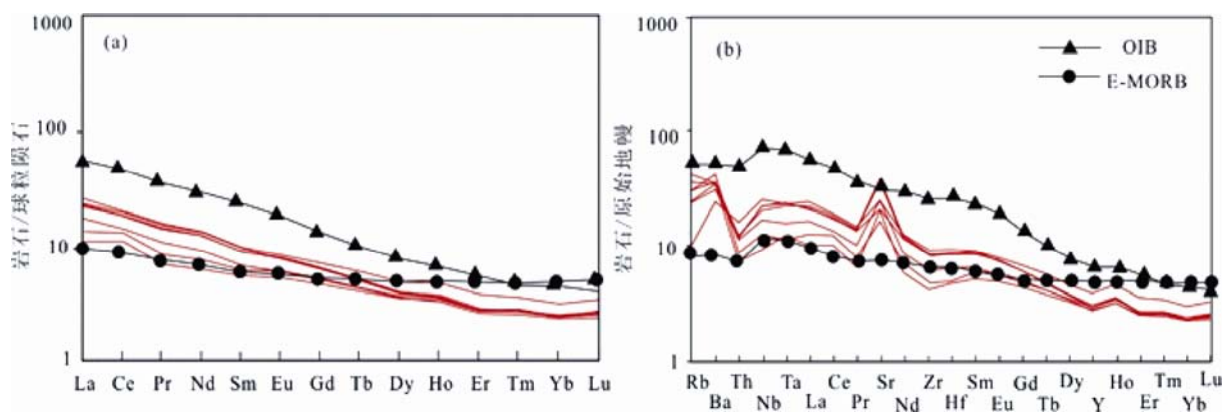 1000
100
10
1
岩石/球粒陨石
(a)
La Ce Pr Nd Sm Eu Gd Tb Dy Ho Er Tm Yb Lu
1000
100
10
1
岩石/原始地幔
(b)
OIB
E-MORB
Rb Th Ta Ce Sr Zr Sm Gd Dy Ho Tm Lu
Ba Nb La Pr Nd Hf Eu Tb Y Er Yb